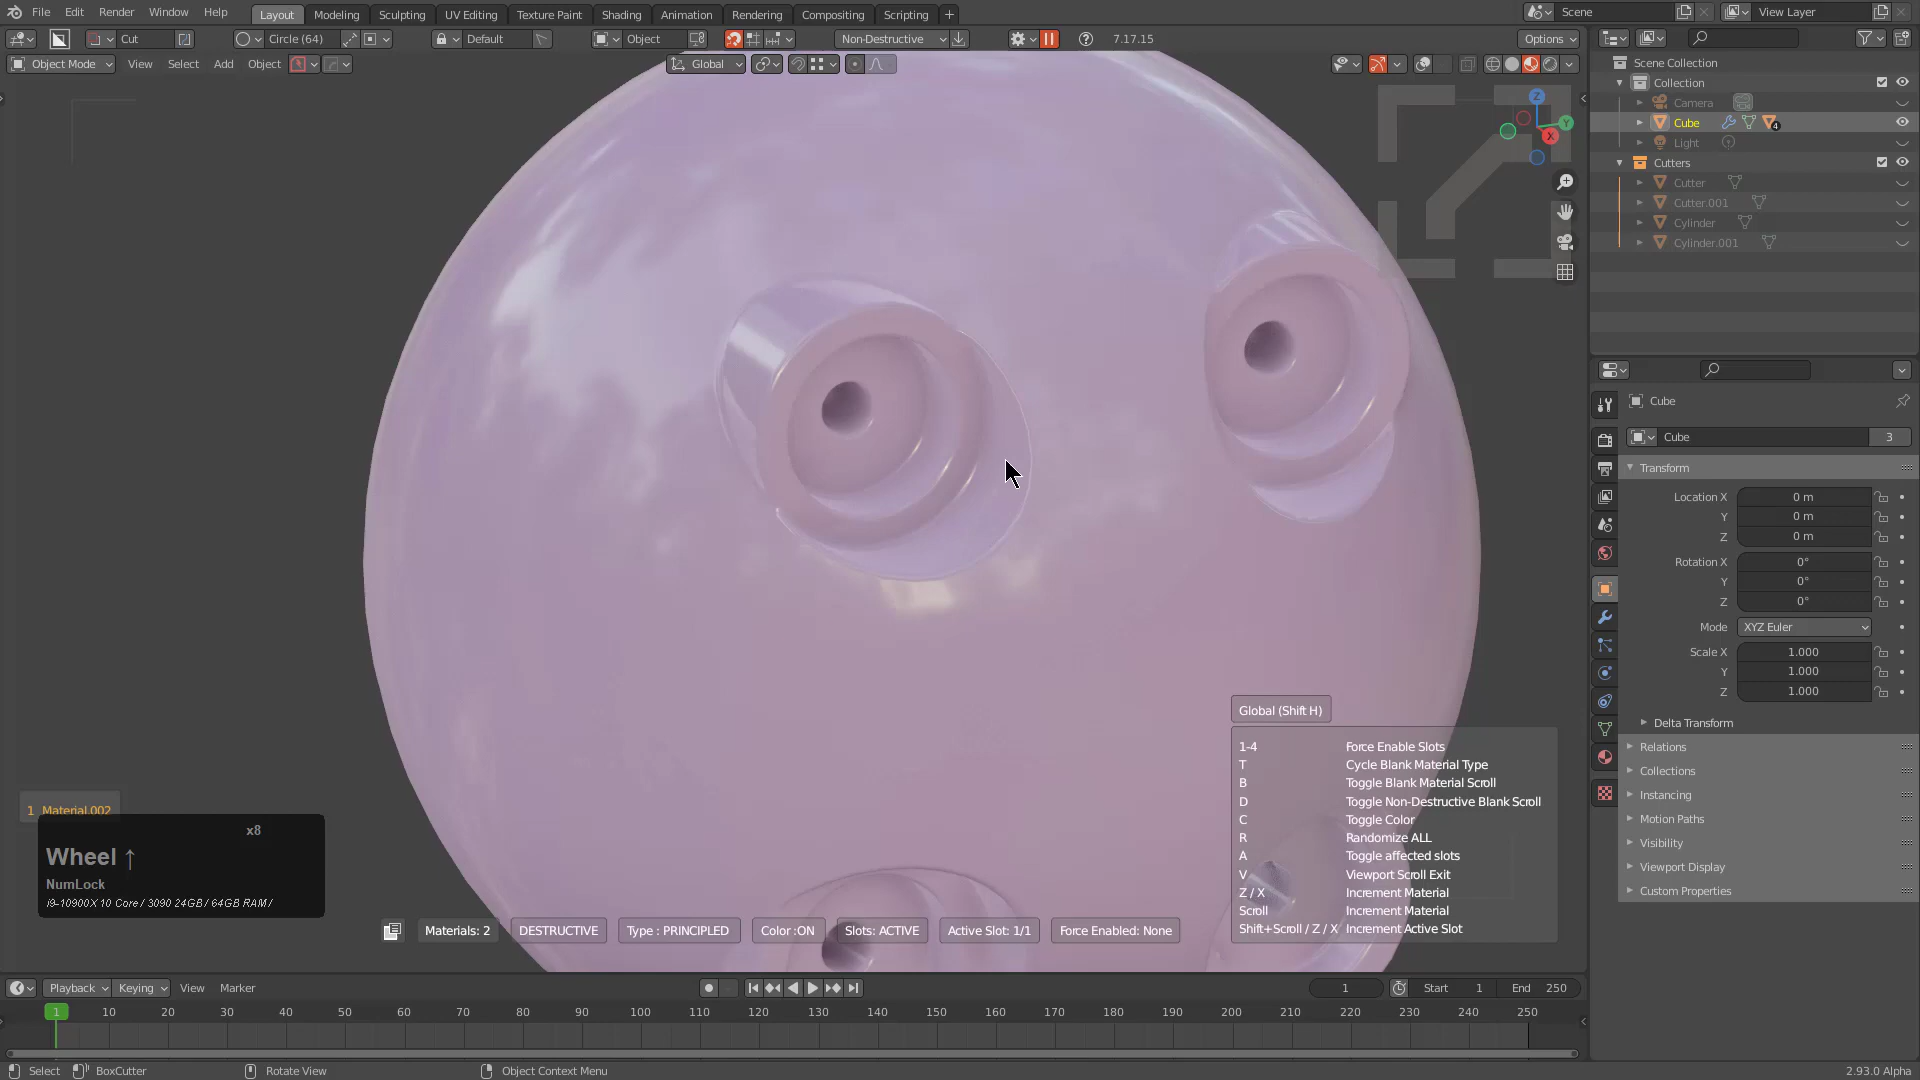 File Edit Render Window Help Layout Modeling Sculpting UV Editing Texture Paint Shading Animation Rendering Compositing Scripting + Scene View Layer
Cut Circle (64) Default Object Non-Destructive 7.17.15 Options
Object Mode View Select Add Object Global
Z
Y
X
Scene Collection
Collection
Camera
Cube 4
Light
Cutters
Cutter
Cutter.001
Cylinder
Cylinder.001
Cube
Cube 3
Transform
Location X 0 m
Y 0 m
Z 0 m
Rotation X 0°
Y 0°
Z 0°
Mode XYZ Euler
Scale X 1.000
Y 1.000
Z 1.000
Delta Transform
Relations
Collections
Instancing
Motion Paths
Visibility
Viewport Display
Custom Properties
Global (Shift H)
1-4 Force Enable Slots
T Cycle Blank Material Type
B Toggle Blank Material Scroll
D Toggle Non-Destructive Blank Scroll
C Toggle Color
R Randomize ALL
A Toggle affected slots
V Viewport Scroll Exit
Z / X Increment Material
Scroll Increment Material
Shift+Scroll / Z / X Increment Active Slot
1 Material.002
x8
Wheel ↑
NumLock
i9-10900X 10 Core / 3090 24GB / 64GB RAM /
Materials: 2 DESTRUCTIVE Type : PRINCIPLED Color :ON Slots: ACTIVE Active Slot: 1/1 Force Enabled: None
Playback Keying View Marker 1 Start 1 End 250
1 10 20 30 40 50 60 70 80 90 100 110 120 130 140 150 160 170 180 190 200 210 220 230 240 250
Select BoxCutter Rotate View Object Context Menu 2.93.0 Alpha